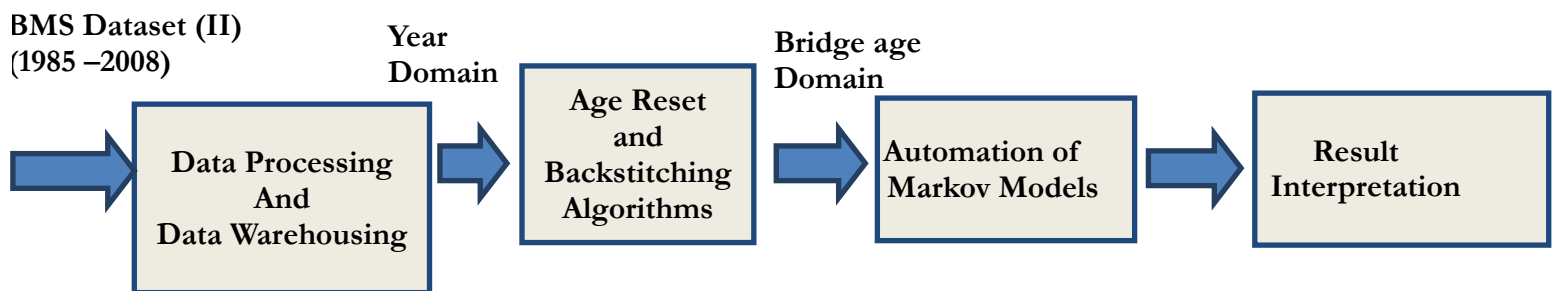 BMS Dataset (II)
(1985 –2008)
Data Processing
And
Data Warehousing
Year
Domain
Age Reset
and
Backstitching
Algorithms
Bridge age
Domain
Automation of
Markov Models
Result
Interpretation